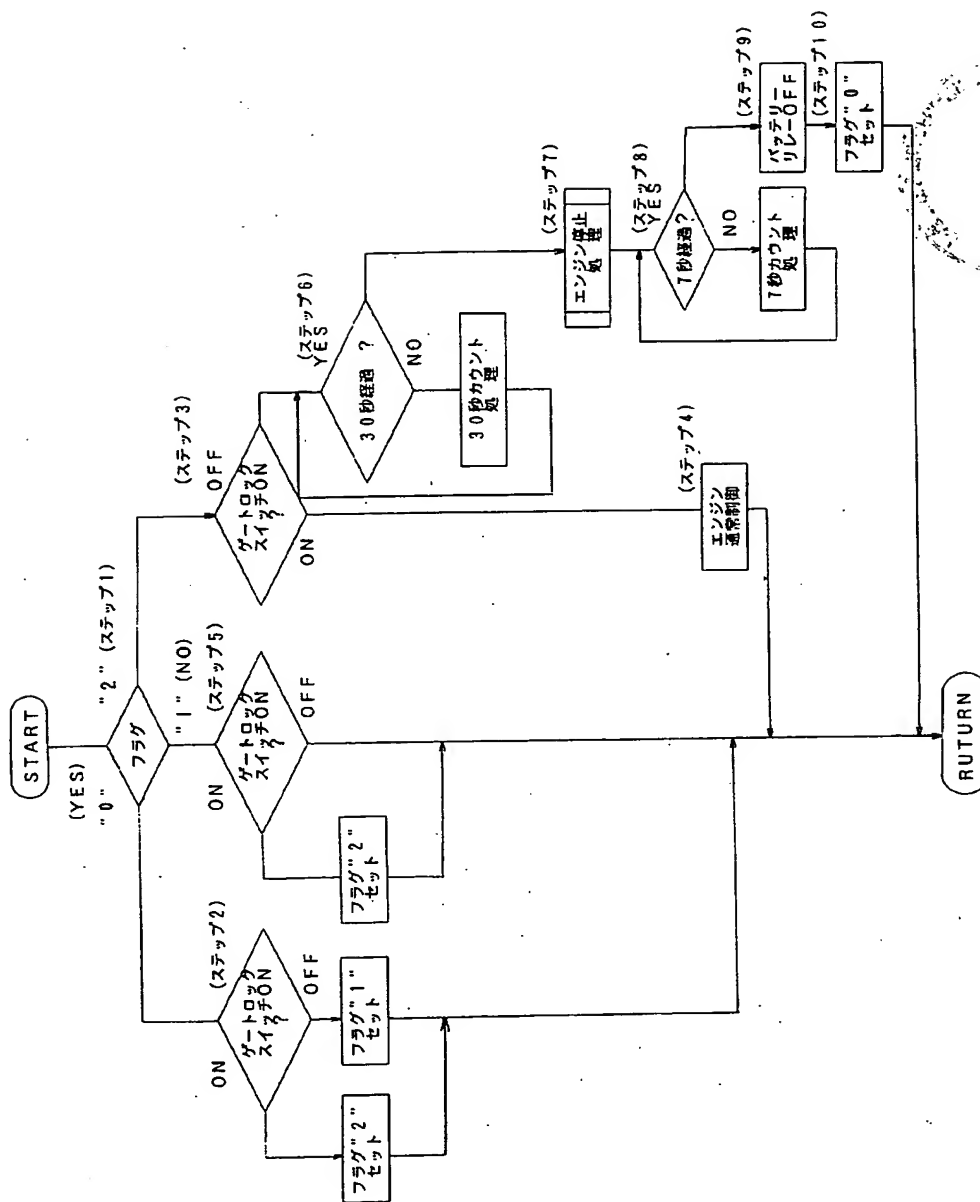 START
(YES)
"0"
フラグ
"2" (ステップ1)
"1" (NO)
(ステップ2)
ゲートロック
スイッチON
?
ON
OFF
フラグ"2"
セット
フラグ"1"
セット
(ステップ5)
ゲートロック
スイッチON
?
ON
OFF
フラグ"2"
セット
(ステップ3)
ゲートロック
スイッチON
?
OFF
ON
(ステップ4)
エンジン
通常制御
(ステップ6)
YES
30秒経過 ?
NO
30秒カウント
処 理
(ステップ7)
エンジン停止
処 理
(ステップ8)
YES
7秒経過?
NO
7秒カウント
処 理
(ステップ9)
バッテリー
リレーOFF
(ステップ10)
フラグ"0"
セット
RUTURN